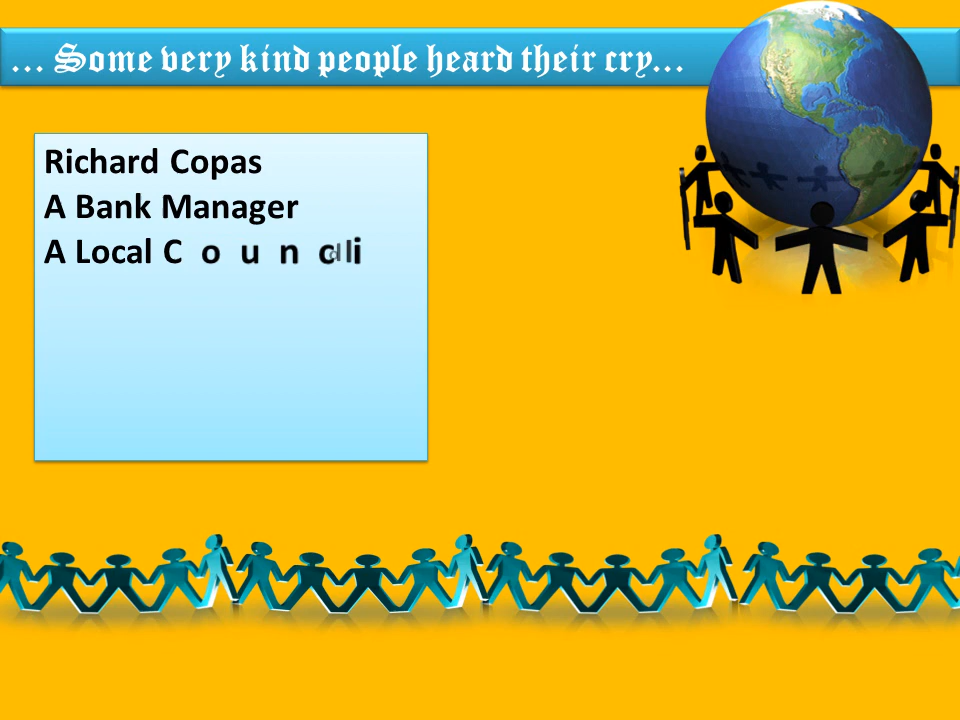 ... Some very kind people heard their cry...
Richard Copas
A Bank Manager
A Local